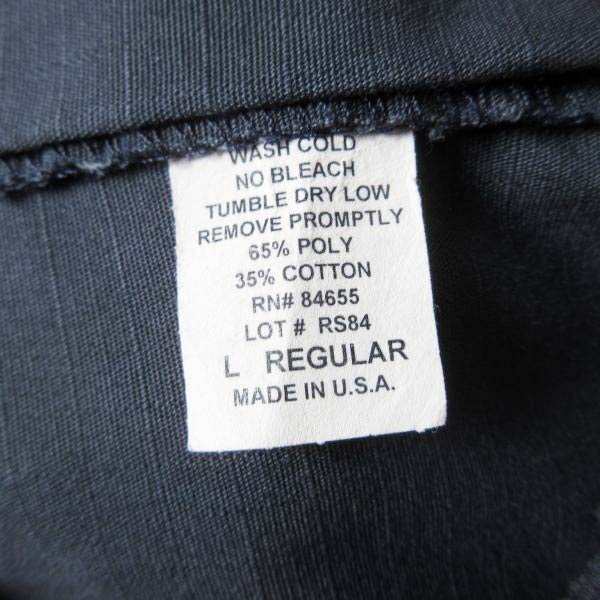 WASH COLD
NO BLEACH
TUMBLE DRY LOW
REMOVE PROMPTLY
65% POLY
35% COTTON
RN# 84655
LOT # RS84
L REGULAR
MADE IN U.S.A.